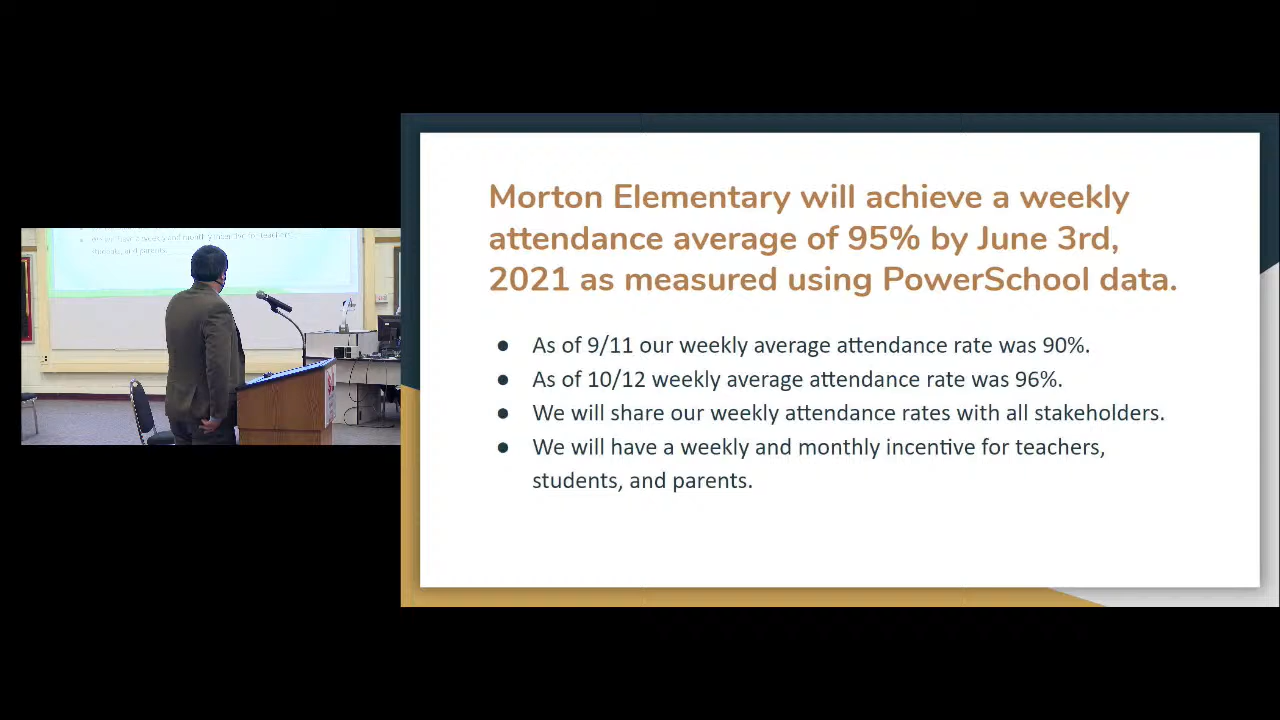 Morton Elementary will achieve a weekly
attendance average of 95% by June 3rd,
2021 as measured using PowerSchool data.
● As of 9/11 our weekly average attendance rate was 90%.
● As of 10/12 weekly average attendance rate was 96%.
● We will share our weekly attendance rates with all stakeholders.
● We will have a weekly and monthly incentive for teachers,
students, and parents.
students, and parents.